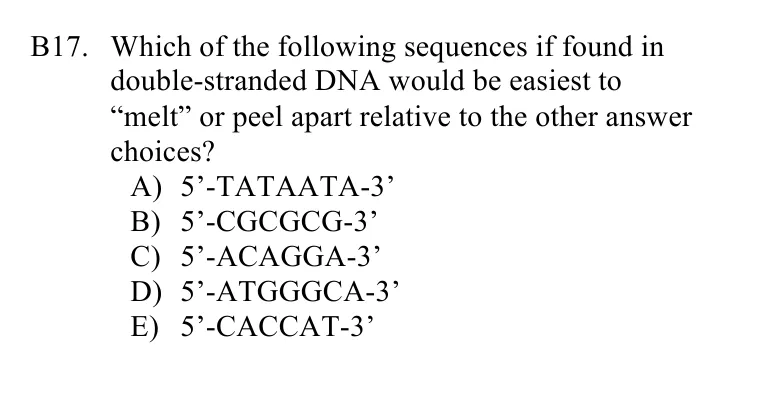 B17. Which of the following sequences if found in
double-stranded DNA would be easiest to
“melt” or peel apart relative to the other answer
choices?
A) 5’-TATAATA-3’
B) 5’-CGCGCG-3’
C) 5’-ACAGGA-3’
D) 5’-ATGGGCA-3’
E) 5’-CACCAT-3’